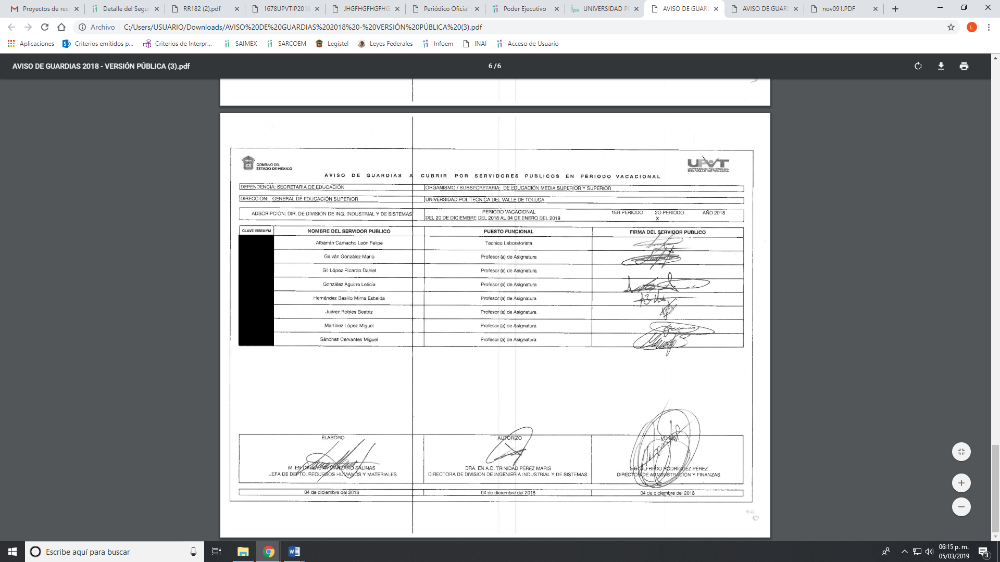 Proyectos de res
Detalle del Segui
RR182 (2).pdf
1678UPVTIP2018
JHGFHGFHGFHG
Periódico Oficial
Poder Ejecutivo
UNIVERSIDAD PO
AVISO DE GUAR
AVISO DE GUAR
nov091.PDF
Archivo
C:/Users/USUARIO/Downloads/AVISO%20DE%20GUARDIAS%202018%20-%20VERSIÓN%20PÚBLICA%20(3).pdf
L
Aplicaciones
Criterios emitidos p...
Criterios de Interpr...
SAIMEX
SARCOEM
Legistel
Leyes Federales
Infoem
INAI
Acceso de Usuario
AVISO DE GUARDIAS 2018 - VERSIÓN PÚBLICA (3).pdf
6 / 6
GOBIERNO DEL
ESTADO DE MÉXICO
UPVT
UNIVERSIDAD POLITÉCNICA
DEL VALLE DE TOLUCA
AVISO DE GUARDIAS A CUBRIR POR SERVIDORES PUBLICOS EN PERIODO VACACIONAL
DEPENDENCIA: SECRETARIA DE EDUCACIÓN
ORGANISMO / SUBSECRETARIA: DE EDUCACIÓN MEDIA SUPERIOR Y SUPERIOR
DIRECCION: GENERAL DE EDUCACIÓN SUPERIOR
UNIVERSIDAD POLITECNICA DEL VALLE DE TOLUCA
ADSCRIPCIÓN: DIR. DE DIVISIÓN DE ING. INDUSTRIAL Y DE SISTEMAS
PERIODO VACACIONAL
DEL 20 DE DICIEMBRE DEL 2018 AL 04 DE ENERO DEL 2019
1ER PERIODO 2O PERIODO AÑO 2018
X
CLAVE ISSEMYM NOMBRE DEL SERVIDOR PUBLICO PUESTO FUNCIONAL FIRMA DEL SERVIDOR PUBLICO
Albarrán Camacho León Felipe Tecnico Laboratorista
Galván González Mario Profesor (a) de Asignatura
Gil López Ricardo Daniel Profesor (a) de Asignatura
González Aguirre Leticia Profesor (a) de Asignatura
Hernández Basilio Mirna Esbeida Profesor (a) de Asignatura
Juárez Robles Beatriz Profesor (a) de Asignatura
Martínez López Miguel Profesor (a) de Asignatura
Sánchez Cervantes Miguel Profesor (a) de Asignatura
ELABORO
M. EN LAURA MANZANO SALINAS
JEFA DE DEPTO. RECURSOS HUMANOS Y MATERIALES
04 de diciembre del 2018
AUTORIZO
DRA. EN A.D. TRINIDAD PÉREZ MARIS
DIRECTORA DE DIVISION DE INGENIERIA INDUSTRIAL Y DE SISTEMAS
04 de diciembre del 2018
VO.BO.
ALFREDO RODRÍGUEZ PÉREZ
DIRECTOR DE ADMINISTRACIÓN Y FINANZAS
04 de diciembre del 2018
20
Escribe aquí para buscar
06:15 p. m.
05/03/2019
3